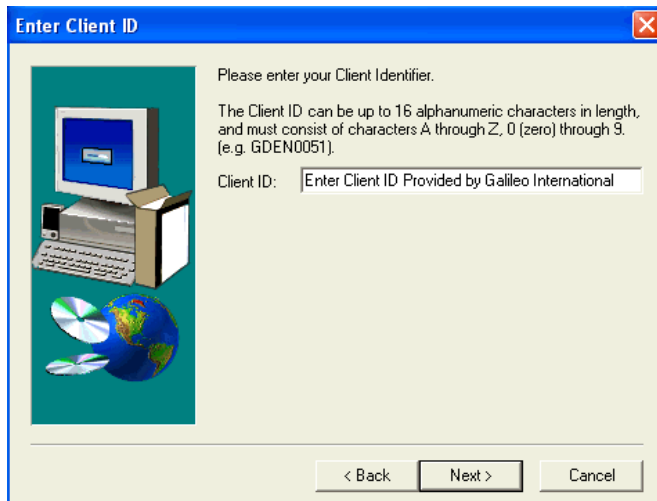 Enter Client ID
Please enter your Client Identifier.
The Client ID can be up to 16 alphanumeric characters in length,
and must consist of characters A through Z, 0 (zero) through 9.
(e.g. GDEN0051).
Client ID: Enter Client ID Provided by Galileo International
< Back Next > Cancel